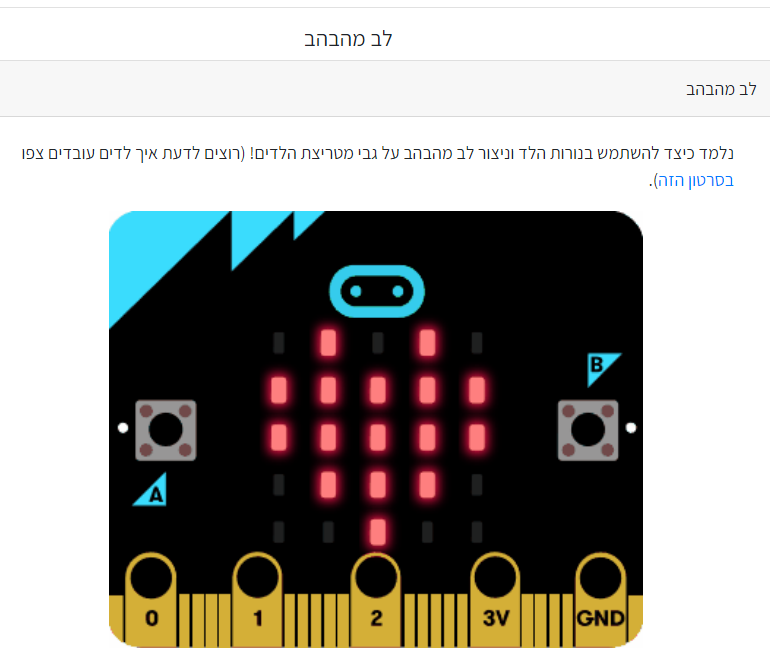 לב מהבהב
לב מהבהב
נלמד כיצד להשתמש בנורות הלד וניצור לב מהבהב על גבי מטריצת הלדים! (רוצים לדעת איך לדים עובדים צפו
בסרטון הזה).
B
A
0 1 2 3V GND